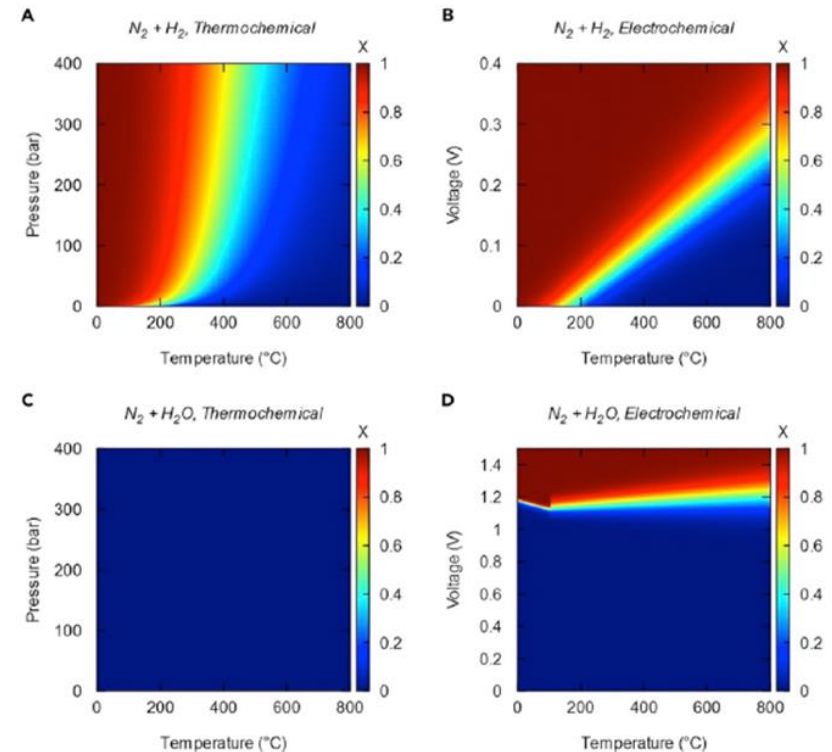 A
N2 + H2, Thermochemical
X
400
300
200
100
0
0 200 400 600 800
1
0.8
0.6
0.4
0.2
0
Pressure (bar)
Temperature (°C)
B
N2 + H2, Electrochemical
X
0.4
0.3
0.2
0.1
0
0 200 400 600 800
1
0.8
0.6
0.4
0.2
0
Voltage (V)
Temperature (°C)
C
N2 + H2O, Thermochemical
X
400
300
200
100
0
0 200 400 600 800
1
0.8
0.6
0.4
0.2
0
Pressure (bar)
Temperature (°C)
D
N2 + H2O, Electrochemical
X
1.4
1.2
1
0.8
0.6
0.4
0.2
0
0 200 400 600 800
1
0.8
0.6
0.4
0.2
0
Voltage (V)
Temperature (°C)